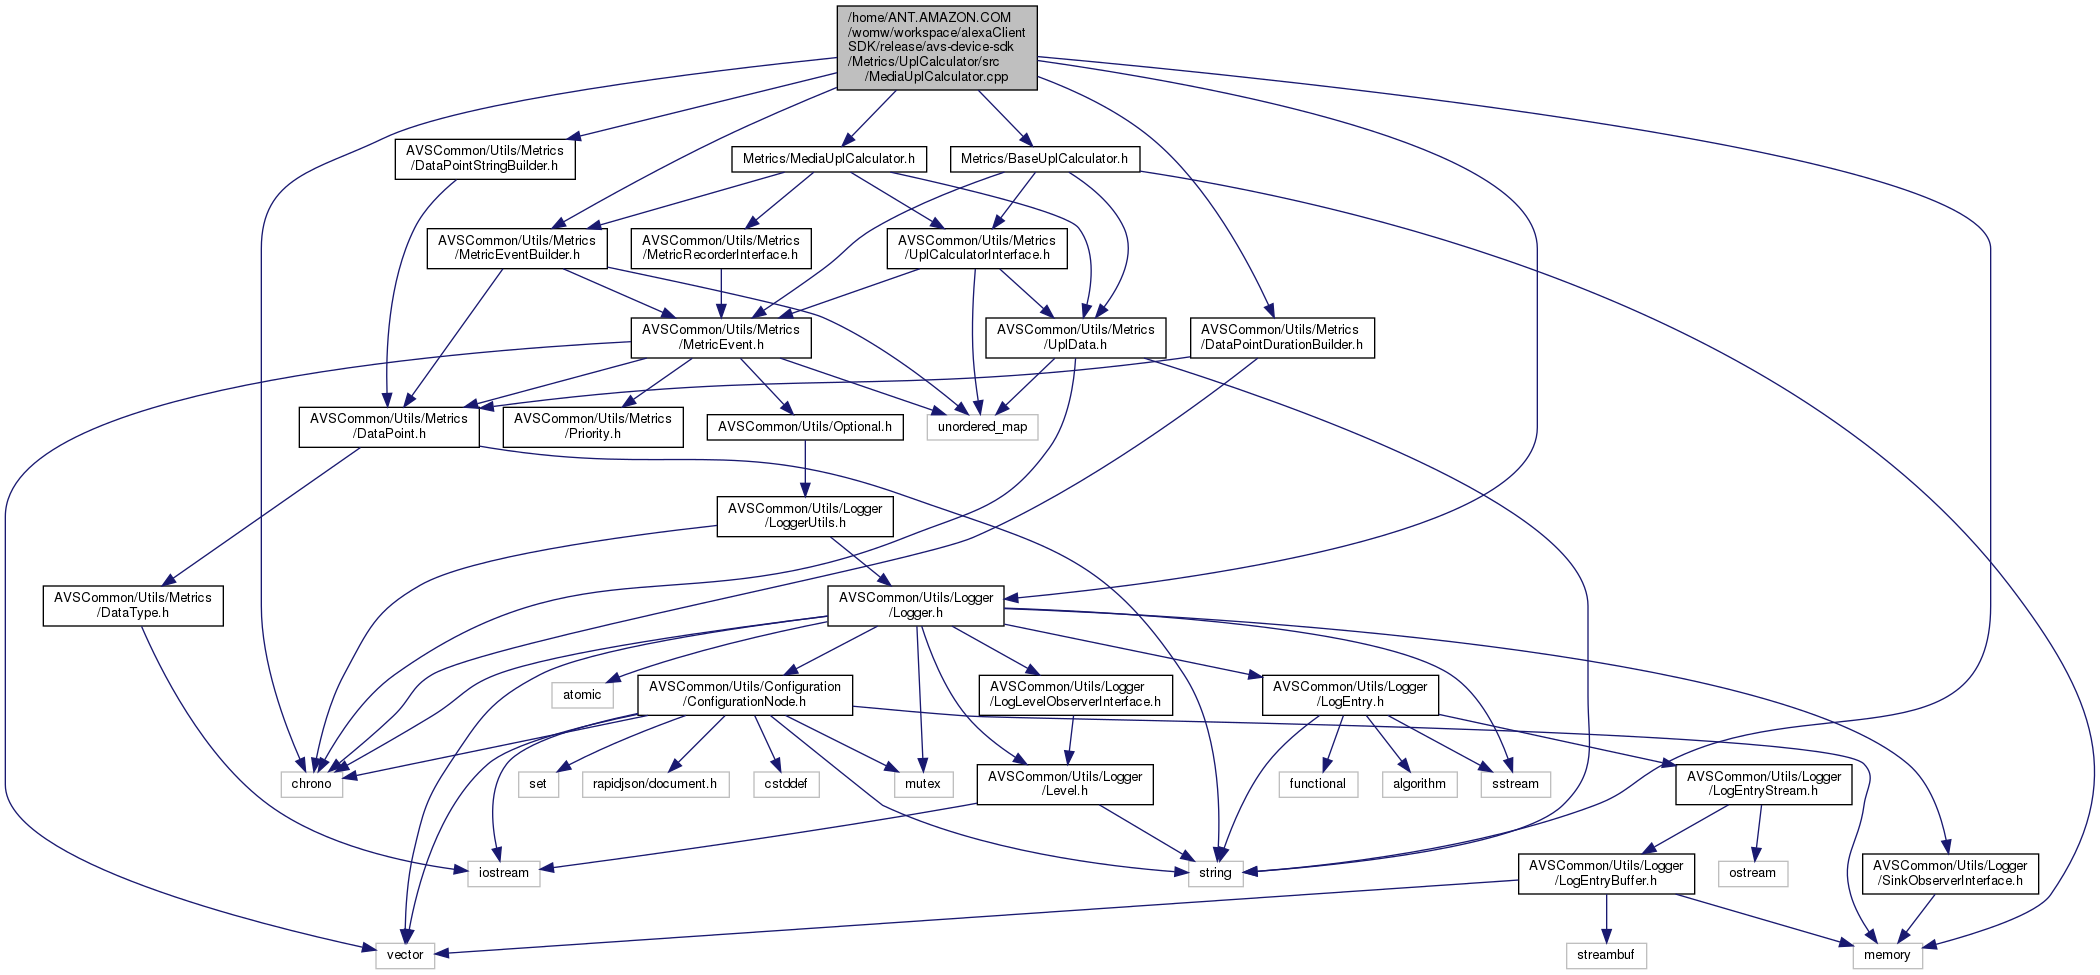 /home/ANT.AMAZON.COM
/womw/workspace/alexaClient
SDK/release/avs-device-sdk
/Metrics/UplCalculator/src
/MediaUplCalculator.cpp
AVSCommon/Utils/Metrics
/DataPointStringBuilder.h
Metrics/MediaUplCalculator.h
Metrics/BaseUplCalculator.h
AVSCommon/Utils/Metrics
/MetricEventBuilder.h
AVSCommon/Utils/Metrics
/MetricRecorderInterface.h
AVSCommon/Utils/Metrics
/UplCalculatorInterface.h
AVSCommon/Utils/Metrics
/MetricEvent.h
AVSCommon/Utils/Metrics
/UplData.h
AVSCommon/Utils/Metrics
/DataPointDurationBuilder.h
AVSCommon/Utils/Metrics
/DataPoint.h
AVSCommon/Utils/Metrics
/Priority.h
AVSCommon/Utils/Optional.h
unordered_map
AVSCommon/Utils/Logger
/LoggerUtils.h
AVSCommon/Utils/Metrics
/DataType.h
AVSCommon/Utils/Logger
/Logger.h
atomic
AVSCommon/Utils/Configuration
/ConfigurationNode.h
AVSCommon/Utils/Logger
/LogLevelObserverInterface.h
AVSCommon/Utils/Logger
/LogEntry.h
chrono
set
rapidjson/document.h
cstddef
mutex
AVSCommon/Utils/Logger
/Level.h
functional
algorithm
sstream
AVSCommon/Utils/Logger
/LogEntryStream.h
iostream
string
AVSCommon/Utils/Logger
/LogEntryBuffer.h
ostream
AVSCommon/Utils/Logger
/SinkObserverInterface.h
vector
streambuf
memory